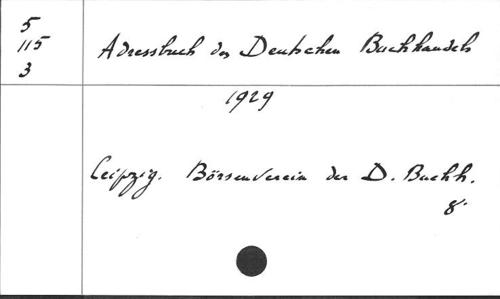 5
115
3
Adressbuch des Deutschen Buchhandels
1929
Leipzig. Börsenverein der D. Buchh.
8°